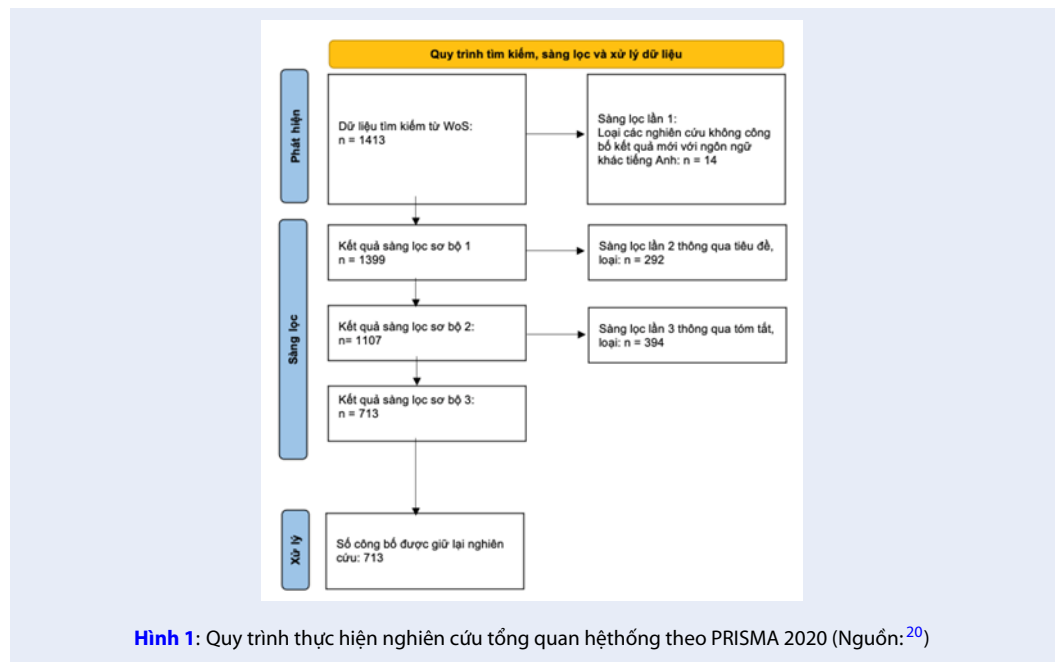 Quy trình tìm kiếm, sàng lọc và xử lý dữ liệu
Phát hiện
Dữ liệu tìm kiếm từ WoS:
n = 1413
Sàng lọc lần 1:
Loại các nghiên cứu không công
bố kết quả mới với ngôn ngữ
khác tiếng Anh: n = 14
Sàng lọc
Kết quả sàng lọc sơ bộ 1
n = 1399
Sàng lọc lần 2 thông qua tiêu đề,
loại: n = 292
Kết quả sàng lọc sơ bộ 2:
n= 1107
Sàng lọc lần 3 thông qua tóm tắt,
loại: n = 394
Kết quả sàng lọc sơ bộ 3:
n = 713
Xử lý
Số công bố được giữ lại nghiên
cứu: 713
Hình 1: Quy trình thực hiện nghiên cứu tổng quan hệthống theo PRISMA 2020 (Nguồn: 20)